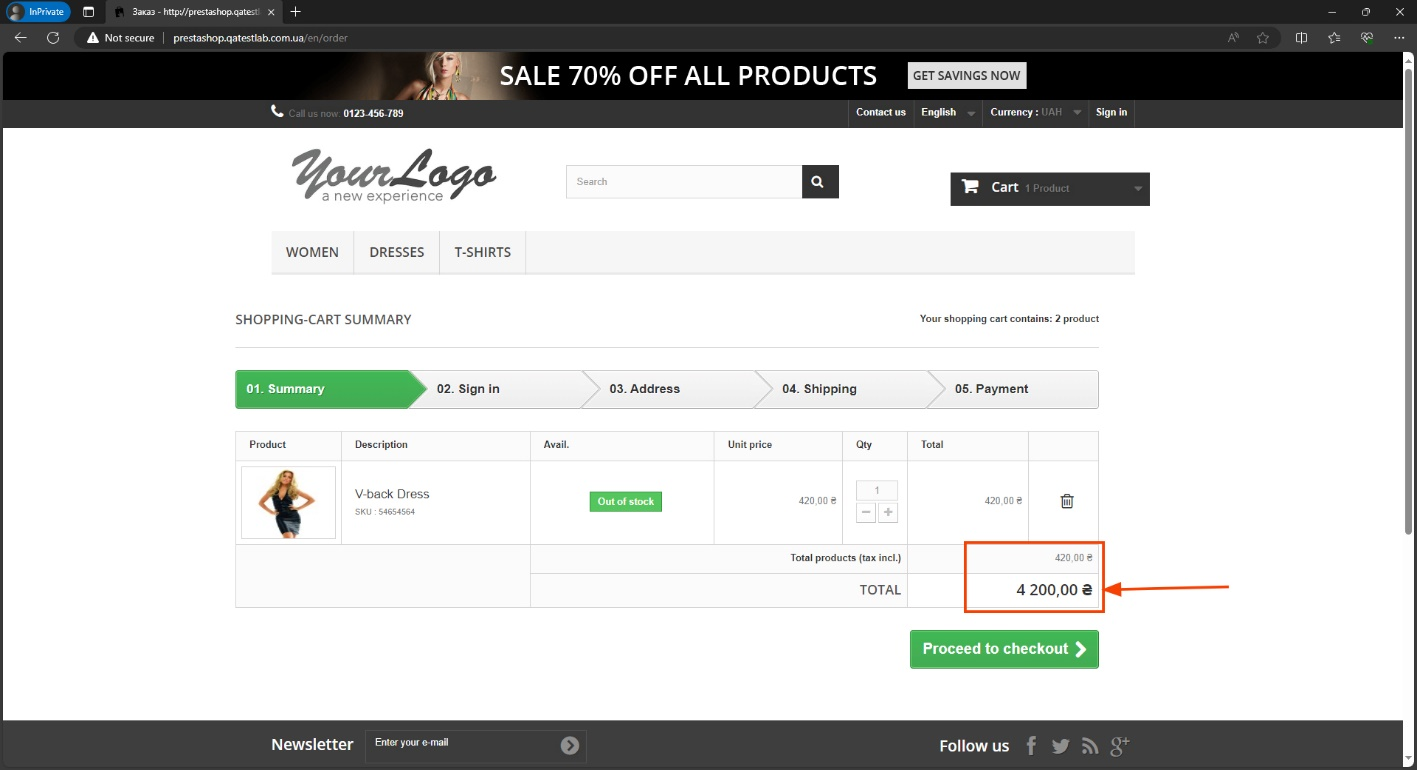 InPrivate
Заказ - http://prestashop.qatestl
Not secure prestashop.qatestlab.com.ua/en/order
SALE 70% OFF ALL PRODUCTS GET SAVINGS NOW
Call us now: 0123-456-789 Contact us English Currency : UAH Sign in
YourLogo
a new experience
Search
Cart 1 Product
WOMEN DRESSES T-SHIRTS
SHOPPING-CART SUMMARY Your shopping cart contains: 2 product
01. Summary 02. Sign in 03. Address 04. Shipping 05. Payment
Product Description Avail. Unit price Qty Total
V-back Dress
SKU : 54654564
Out of stock 420,00 ₴ 1 420,00 ₴
Total products (tax incl.) 420,00 ₴
TOTAL 4 200,00 ₴
Proceed to checkout
Newsletter Enter your e-mail Follow us